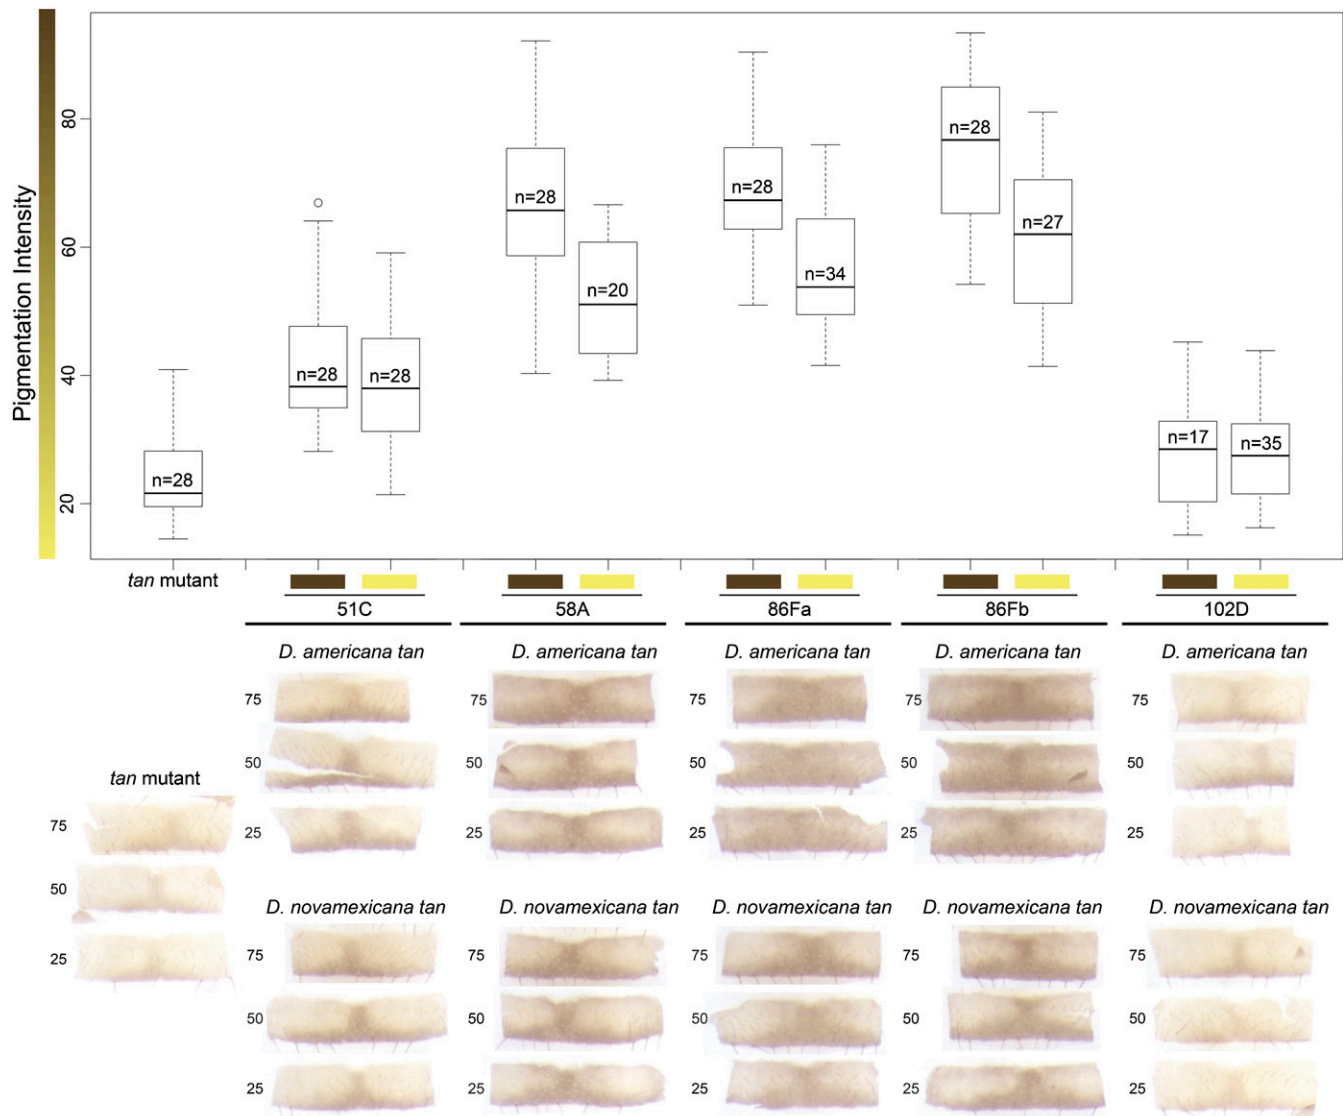 Pigmentation Intensity
80
60
40
20
n=28
n=28
n=28
n=28
n=20
n=28
n=34
n=28
n=27
n=17
n=35
tan mutant
51C
58A
86Fa
86Fb
102D
D. americana tan
D. americana tan
D. americana tan
D. americana tan
D. americana tan
75
75
75
75
75
50
50
50
50
50
25
25
25
25
25
tan mutant
75
50
25
D. novamexicana tan
D. novamexicana tan
D. novamexicana tan
D. novamexicana tan
D. novamexicana tan
75
75
75
75
75
50
50
50
50
50
25
25
25
25
25